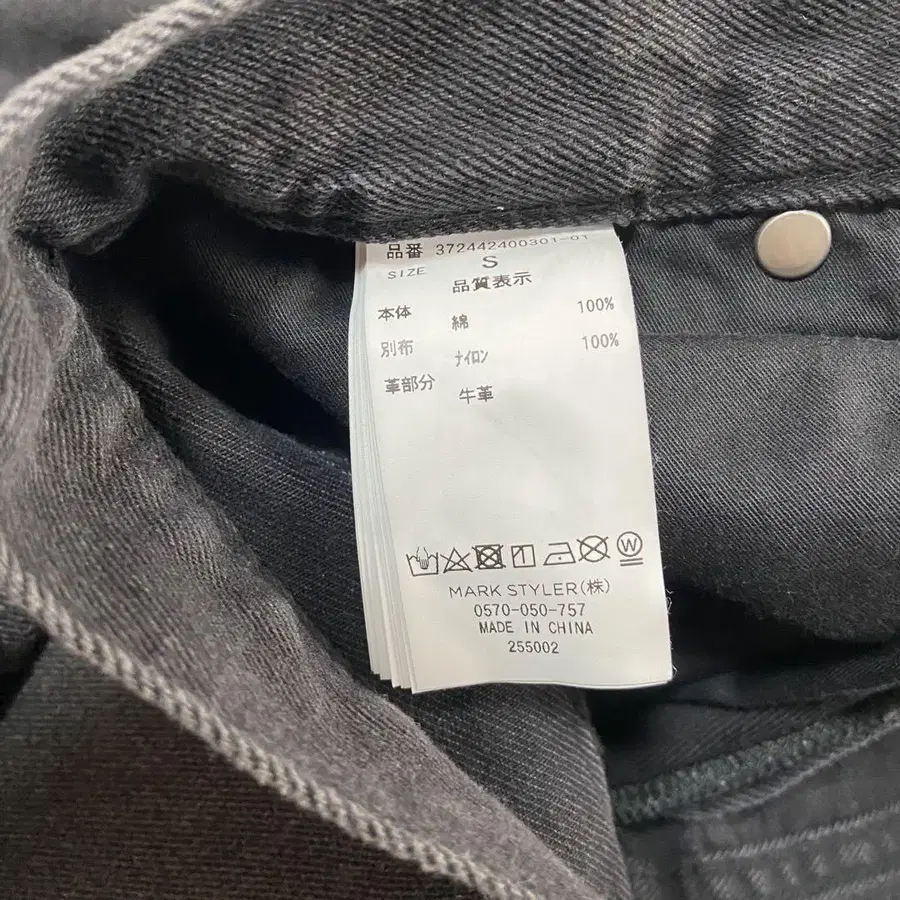 品番 372442400301-01
SIZE S
品質表示
本体 綿 100%
別布 ナイロン 100%
革部分 牛革
W
MARK STYLER(株)
0570-050-757
MADE IN CHINA
255002